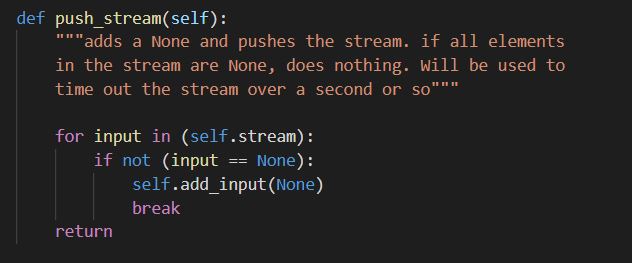 def push_stream(self):
    """adds a None and pushes the stream. if all elements
    in the stream are None, does nothing. Will be used to
    time out the stream over a second or so"""

    for input in (self.stream):
        if not (input == None):
            self.add_input(None)
            break
    return